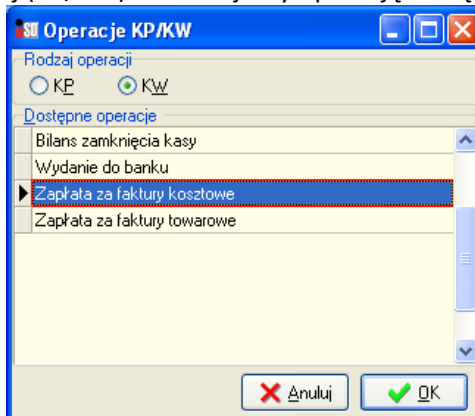 Operacje KP/KW
Rodzaj operacji
KP KW
Dostępne operacje
Bilans zamknięcia kasy
Wydanie do banku
Zapłata za faktury kosztowe
Zapłata za faktury towarowe
Anuluj OK